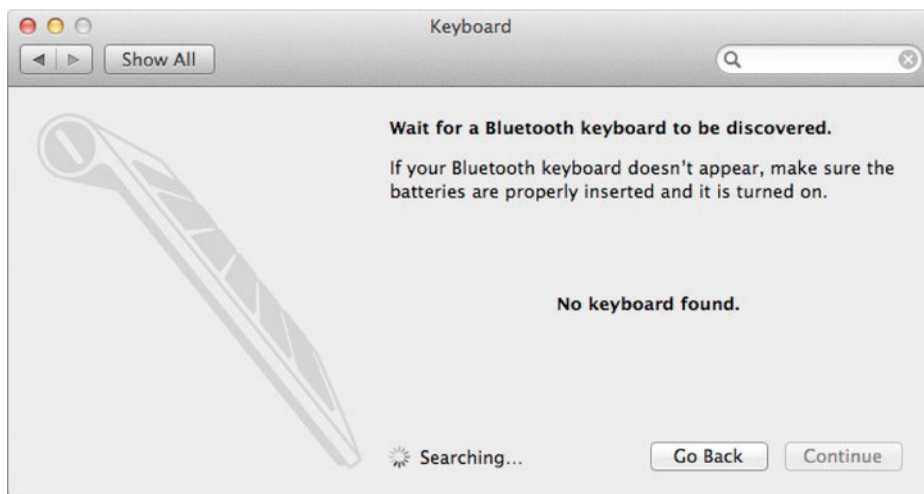 Keyboard
Show All
Wait for a Bluetooth keyboard to be discovered.
If your Bluetooth keyboard doesn’t appear, make sure the
batteries are properly inserted and it is turned on.
No keyboard found.
Searching...
Go Back
Continue